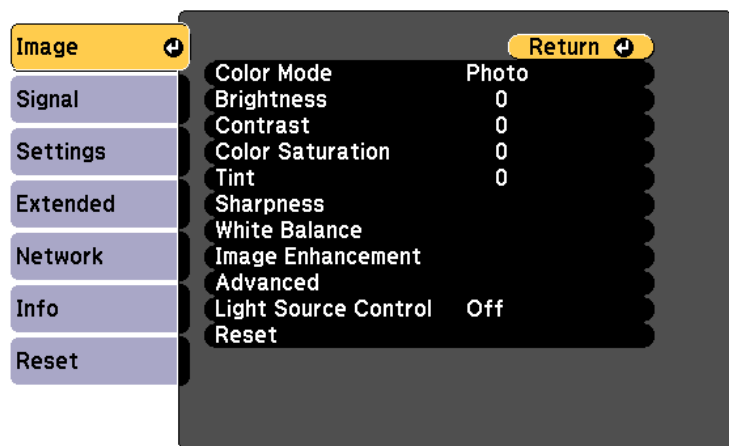 Image
Signal
Settings
Extended
Network
Info
Reset
Return
Color Mode Photo
Brightness 0
Contrast 0
Color Saturation 0
Tint 0
Sharpness
White Balance
Image Enhancement
Advanced
Light Source Control Off
Reset